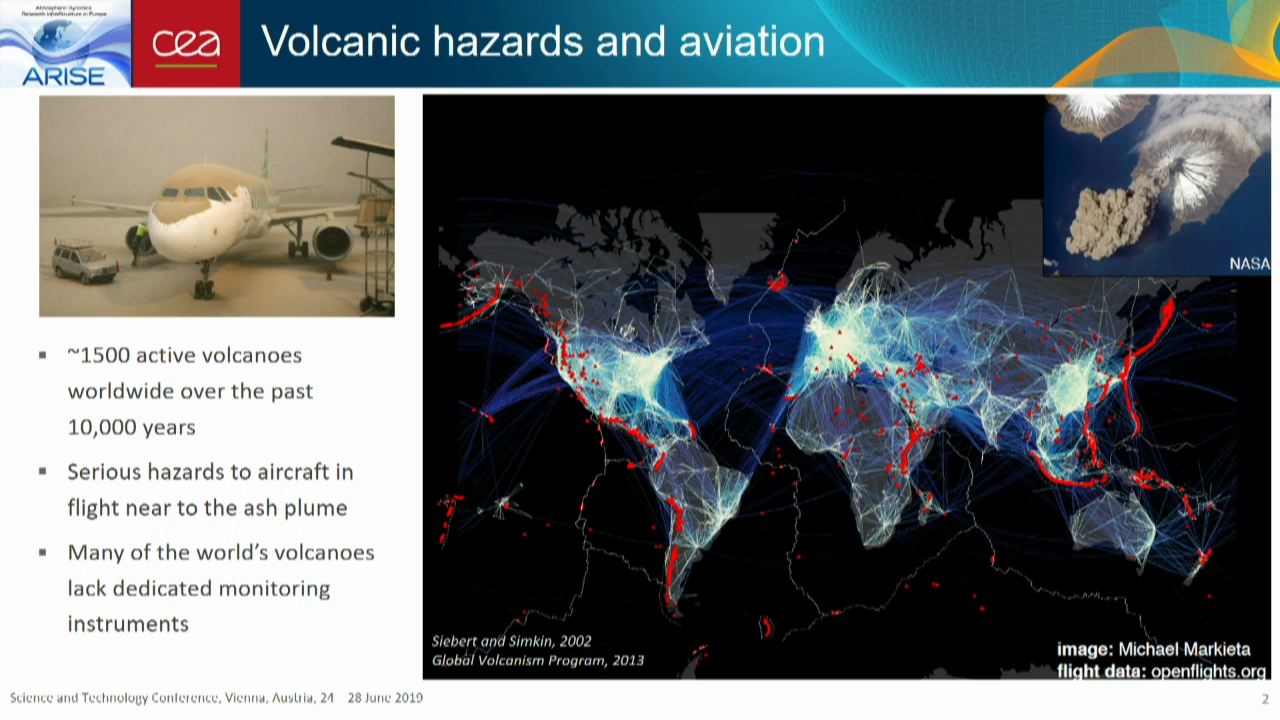 Atmospheric dynamics
Research InfraStructure in Europe
ARISE
cea
Volcanic hazards and aviation
NASA
▪ ~1500 active volcanoes
worldwide over the past
10,000 years
▪ Serious hazards to aircraft in
flight near to the ash plume
▪ Many of the world's volcanoes
lack dedicated monitoring
instruments
Siebert and Simkin, 2002
Global Volcanism Program, 2013
image: Michael Markieta
flight data: openflights.org
Science and Technology Conference, Vienna, Austria, 24 28 June 2019
2